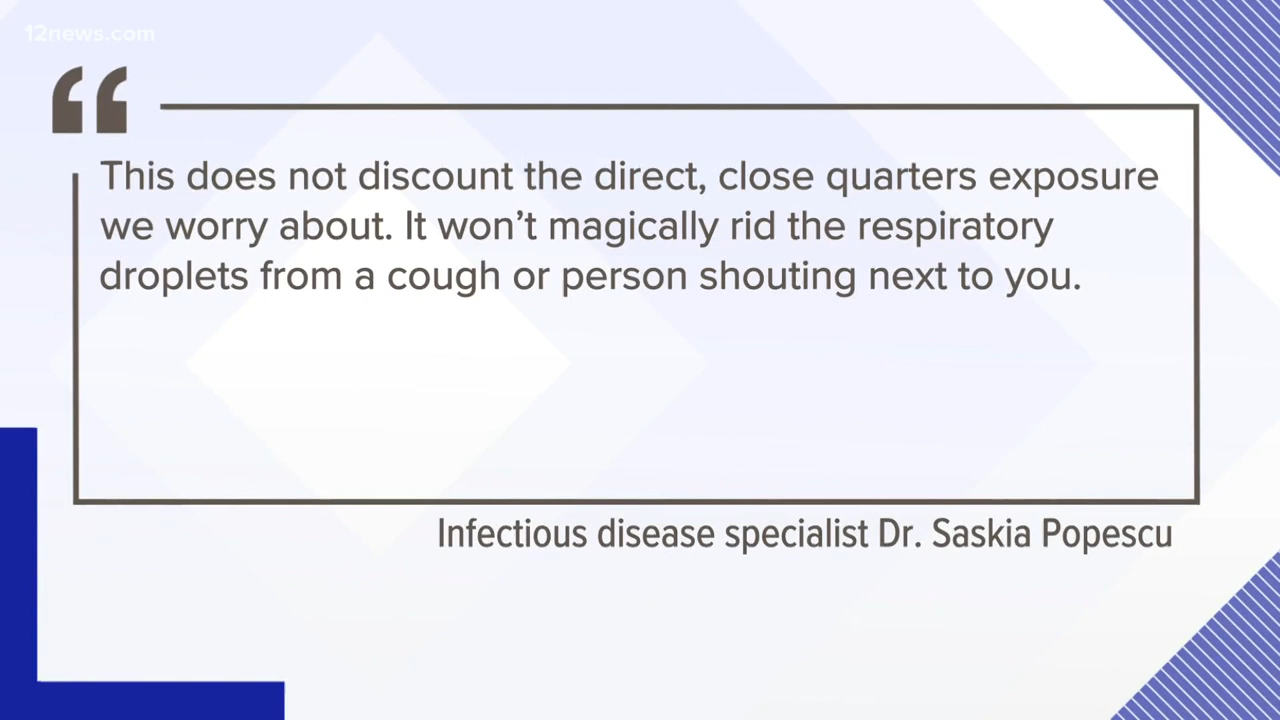 12news.com
“
This does not discount the direct, close quarters exposure
we worry about. It won’t magically rid the respiratory
droplets from a cough or person shouting next to you.
Infectious disease specialist Dr. Saskia Popescu